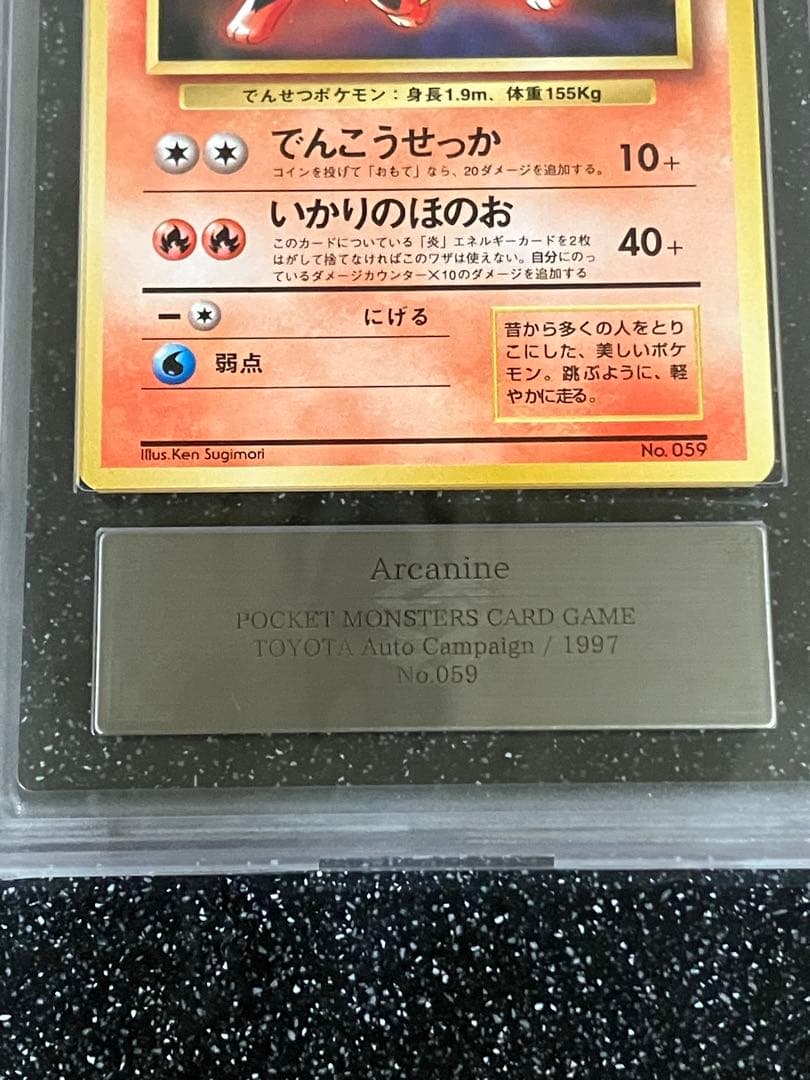 でんせつポケモン：身長1.9m、体重155Kg
でんこうせっか 10+
コインを投げて「おもて」なら、20ダメージを追加する。
いかりのほのお 40+
このカードについている「炎」エネルギーカードを2枚
はがして捨てなければこのワザは使えない。自分にのっ
ているダメージカウンター×10のダメージを追加する
ー にげる
弱点
昔から多くの人をとり
こにした、美しいポケ
モン。跳ぶように、軽
やかに走る。
Illus.Ken Sugimori No. 059
Arcanine
POCKET MONSTERS CARD GAME
TOYOTA Auto Campaign / 1997
No.059